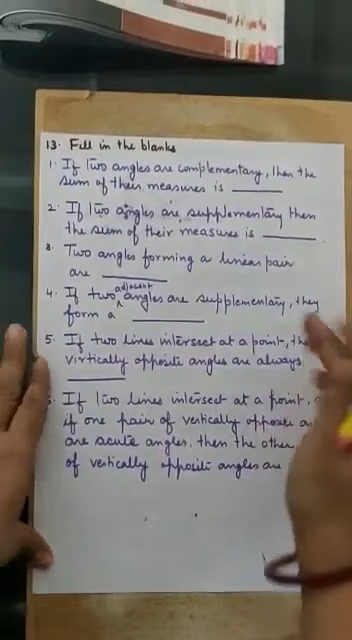 13. Fill in the blanks
1. If two angles are complementary, then the
sum of their measures is ______
2. If two angles are supplementary then
the sum of their measures is ______
3. Two angles forming a linear pair
are ______
4. If two adjacent angles are supplementary, they
form a ______
5. If two lines intersect at a point,
virtically opposite angles are always
______
If two lines intersect at a point,
if one pair of vertically opposite
are acute angles, then the other
of vertically opposite angles are